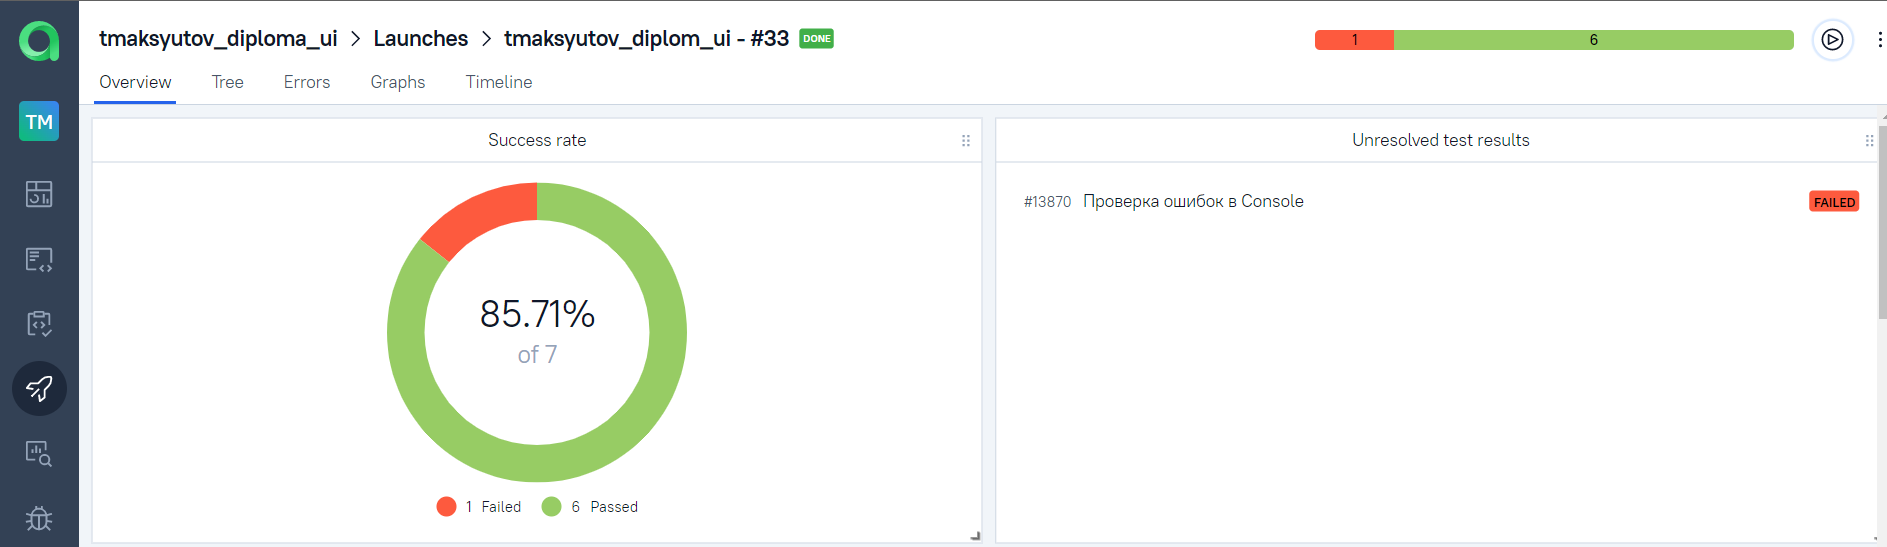 tmaksyutov_diploma_ui > Launches > tmaksyutov_diplom_ui - #33 DONE
1 6
TM
Overview Tree Errors Graphs Timeline
Success rate
85.71%
of 7
1 Failed 6 Passed
Unresolved test results
#13870 Проверка ошибок в Console FAILED